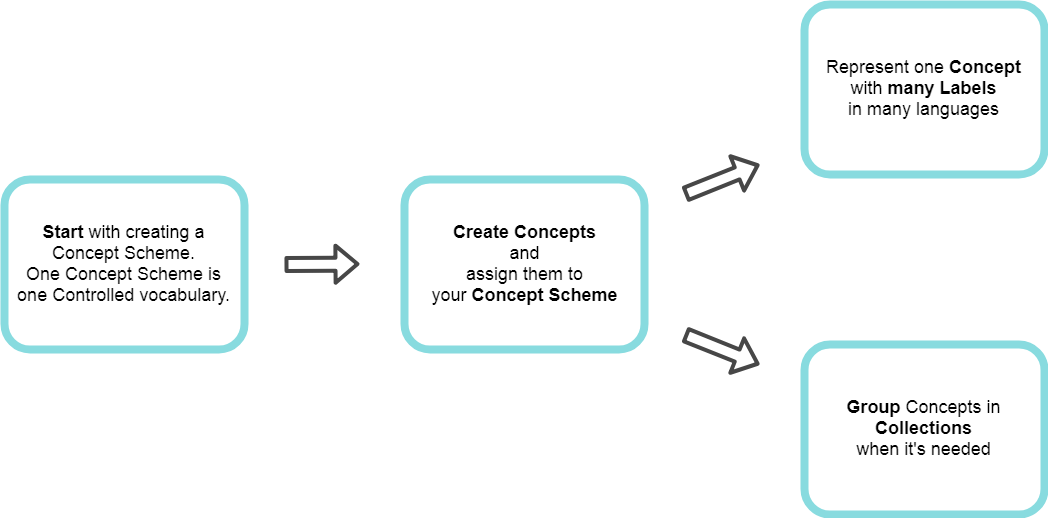 Start with creating a
Concept Scheme.
One Concept Scheme is
one Controlled vocabulary.
Create Concepts
and
assign them to
your Concept Scheme
Represent one Concept
with many Labels
in many languages
Group Concepts in
Collections
when it's needed